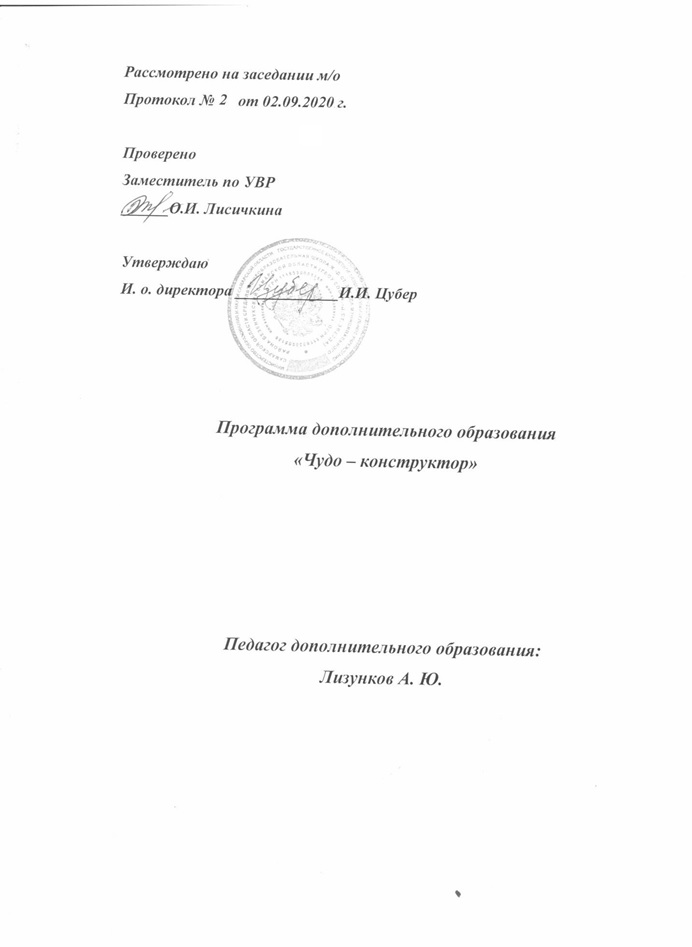 Рассмотрено на заседании м/о
Протокол № 2 от 02.09.2020 г.
Проверено
Заместитель по УВР
О.И. Лисичкина
Утверждаю
И. о. директора Цубер И.И. Цубер
Программа дополнительного образования
«Чудо – конструктор»
Педагог дополнительного образования:
Лизунков А. Ю.